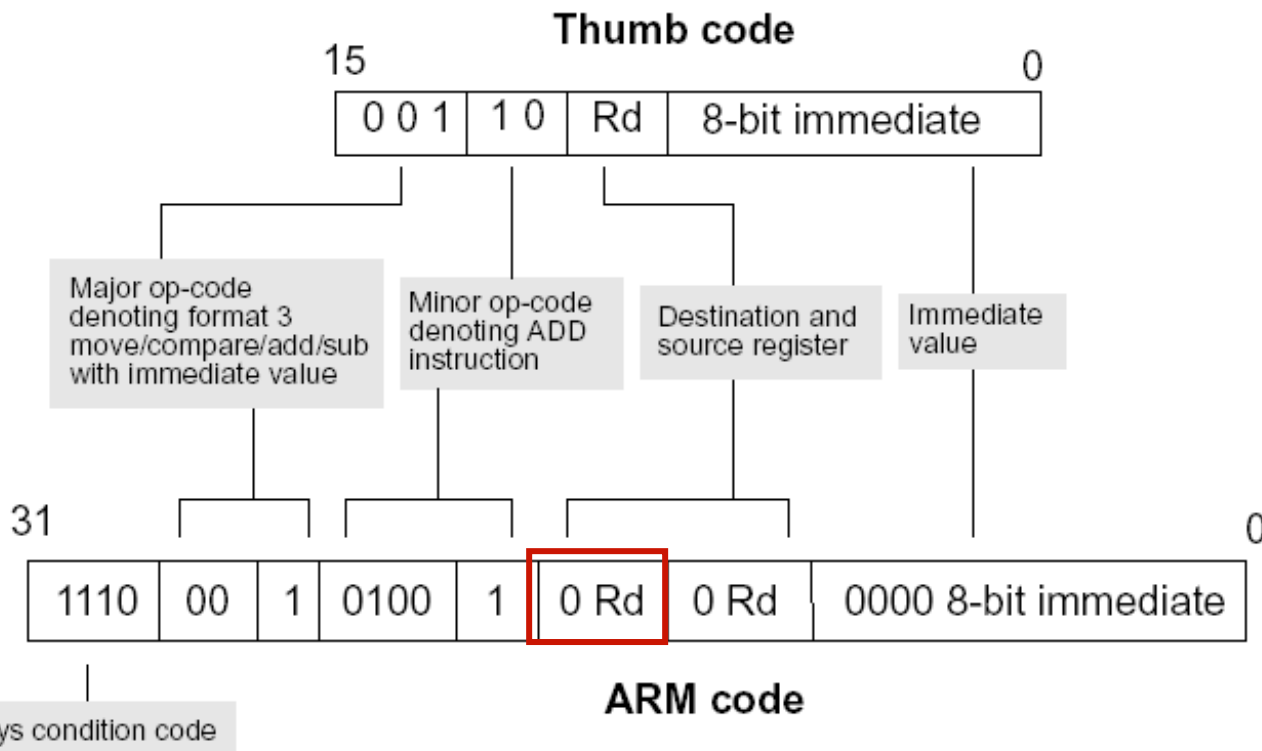 Thumb code
15 0
0 0 1 1 0 Rd 8-bit immediate
Major op-code
denoting format 3
move/compare/add/sub
with immediate value
Minor op-code
denoting ADD
instruction
Destination and
source register
Immediate
value
31 0
1110 00 1 0100 1 0 Rd 0 Rd 0000 8-bit immediate
ARM code
ys condition code